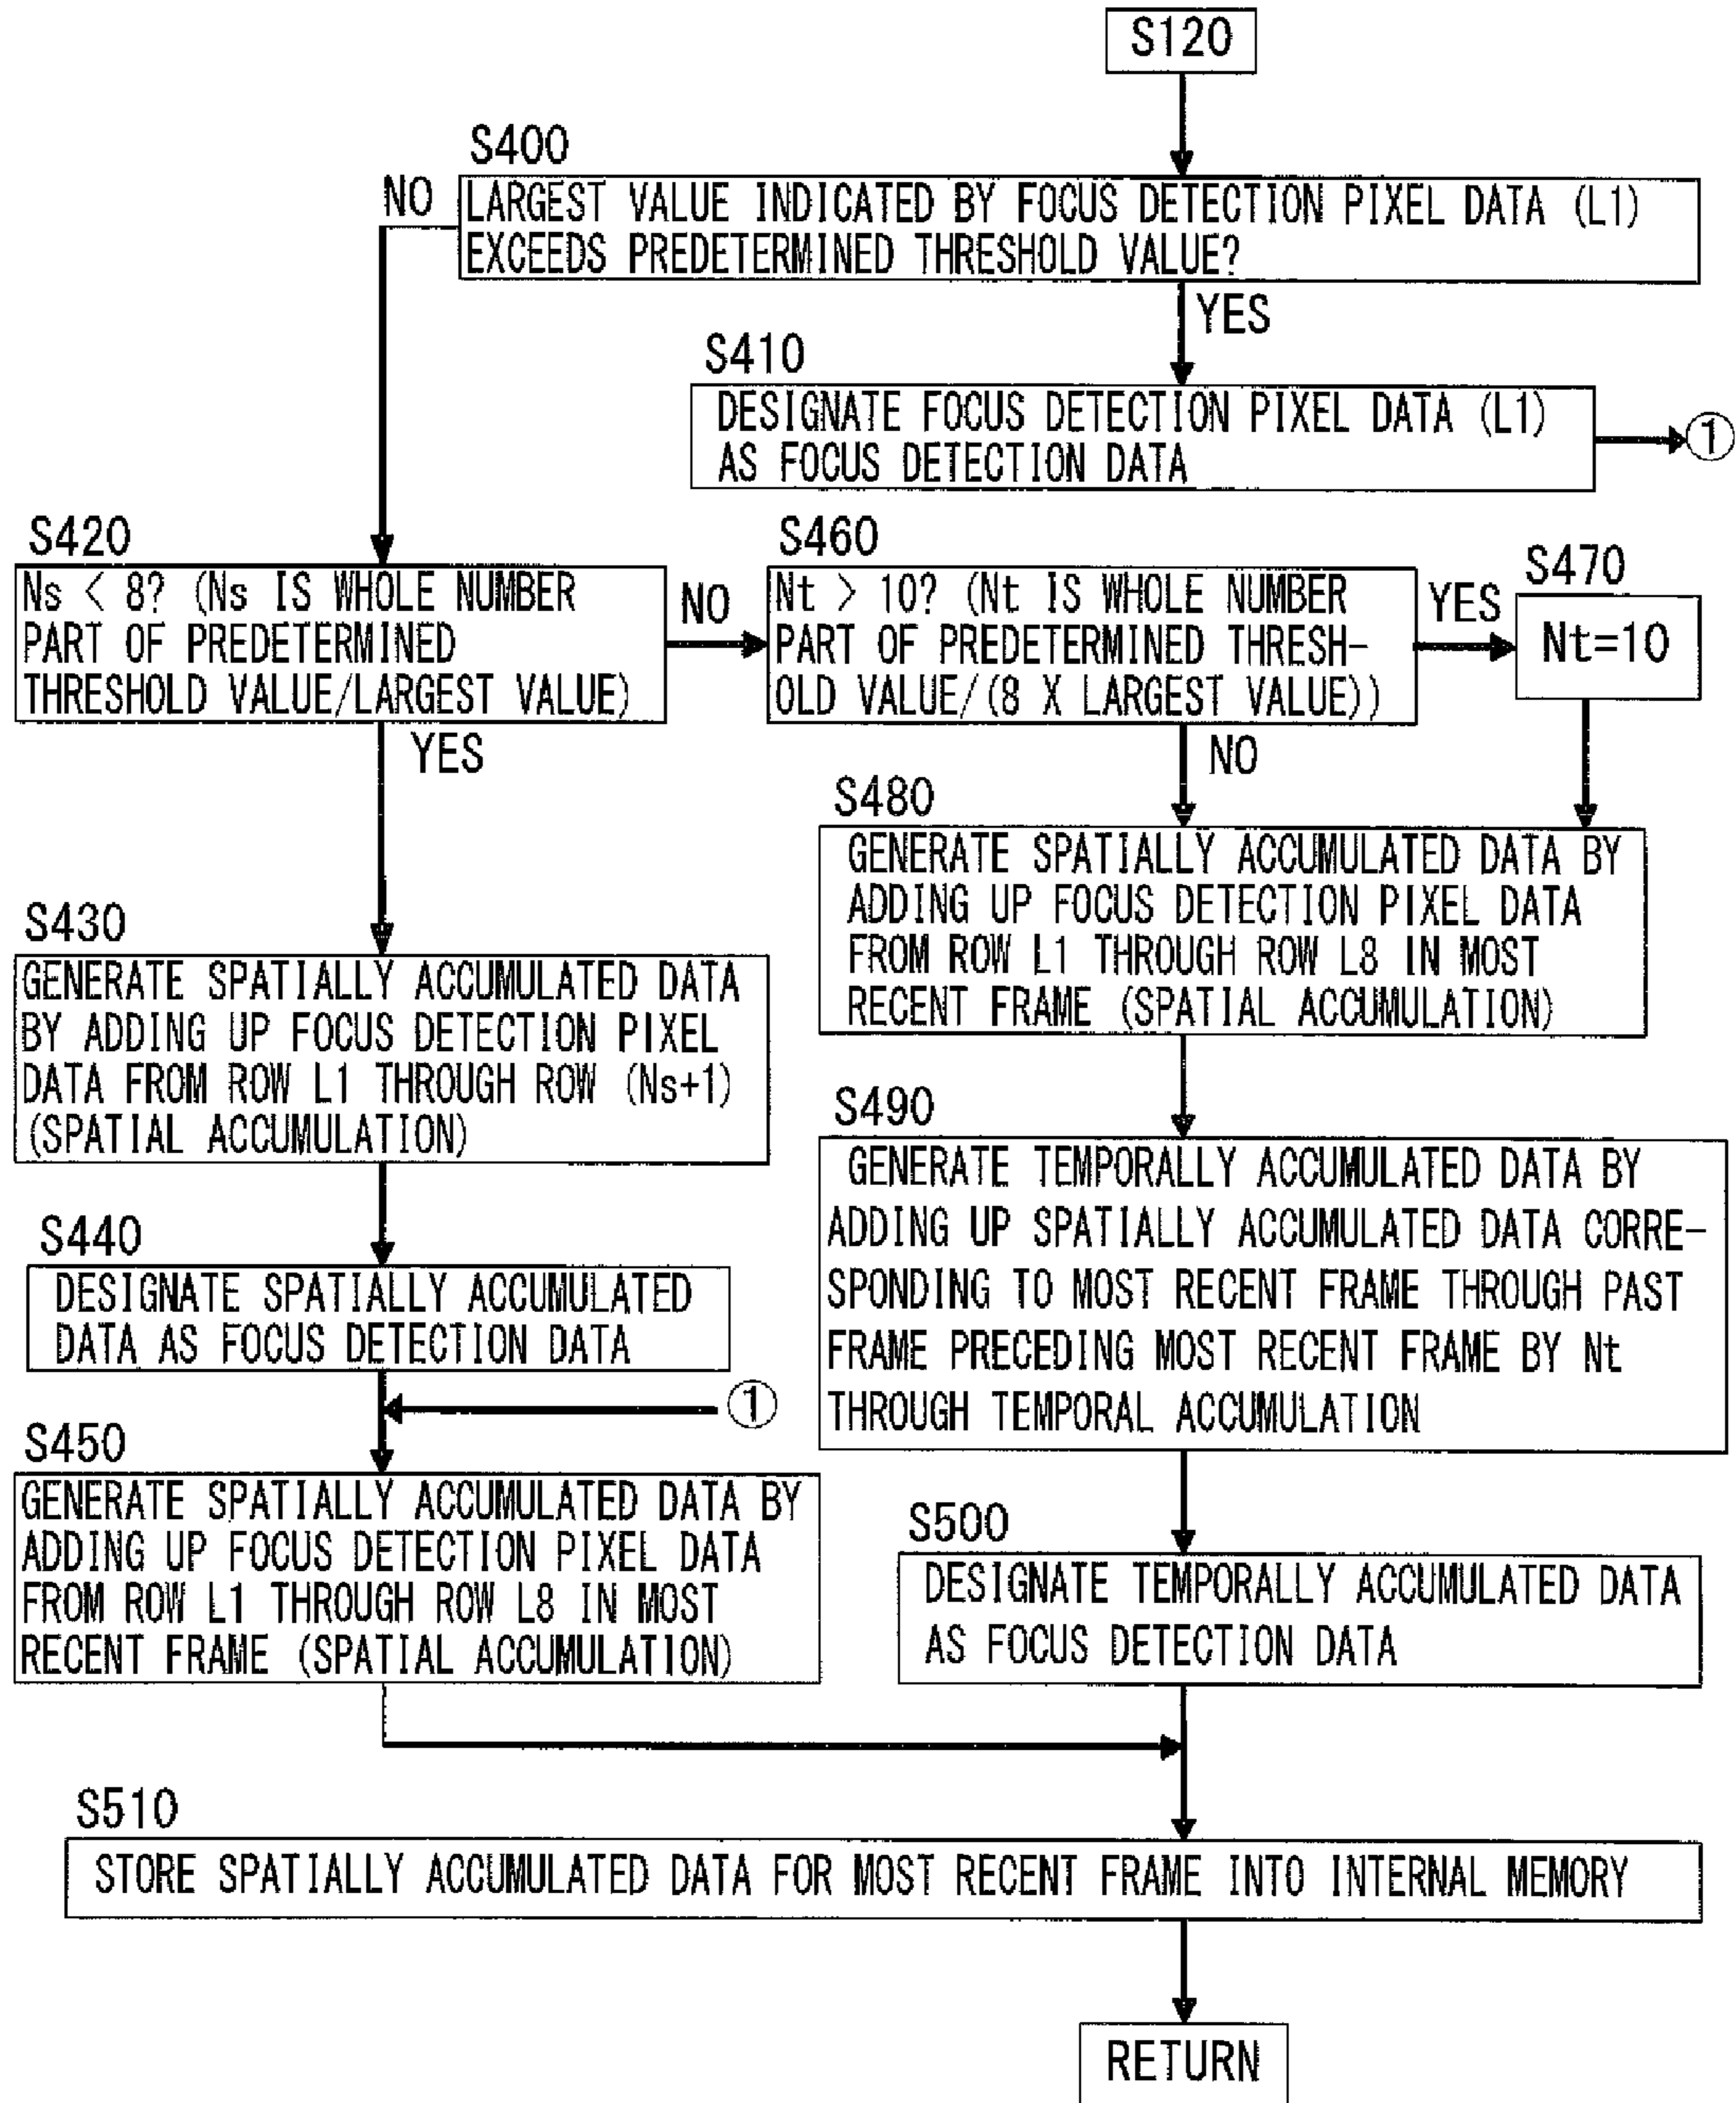 S120
S400
NO
LARGEST VALUE INDICATED BY FOCUS DETECTION PIXEL DATA (L1)
EXCEEDS PREDETERMINED THRESHOLD VALUE?
YES
S410
DESIGNATE FOCUS DETECTION PIXEL DATA (L1)
AS FOCUS DETECTION DATA
①
S420
Ns < 8? (Ns IS WHOLE NUMBER
PART OF PREDETERMINED
THRESHOLD VALUE/LARGEST VALUE)
NO
YES
S460
Nt > 10? (Nt IS WHOLE NUMBER
PART OF PREDETERMINED THRESH-
OLD VALUE/(8 X LARGEST VALUE))
YES
NO
S470
Nt=10
S430
GENERATE SPATIALLY ACCUMULATED DATA
BY ADDING UP FOCUS DETECTION PIXEL
DATA FROM ROW L1 THROUGH ROW (Ns+1)
(SPATIAL ACCUMULATION)
S440
DESIGNATE SPATIALLY ACCUMULATED
DATA AS FOCUS DETECTION DATA
①
S450
GENERATE SPATIALLY ACCUMULATED DATA BY
ADDING UP FOCUS DETECTION PIXEL DATA
FROM ROW L1 THROUGH ROW L8 IN MOST
RECENT FRAME (SPATIAL ACCUMULATION)
S480
GENERATE SPATIALLY ACCUMULATED DATA BY
ADDING UP FOCUS DETECTION PIXEL DATA
FROM ROW L1 THROUGH ROW L8 IN MOST
RECENT FRAME (SPATIAL ACCUMULATION)
S490
GENERATE TEMPORALLY ACCUMULATED DATA BY
ADDING UP SPATIALLY ACCUMULATED DATA CORRE-
SPONDING TO MOST RECENT FRAME THROUGH PAST
FRAME PRECEDING MOST RECENT FRAME BY Nt
THROUGH TEMPORAL ACCUMULATION
S500
DESIGNATE TEMPORALLY ACCUMULATED DATA
AS FOCUS DETECTION DATA
S510
STORE SPATIALLY ACCUMULATED DATA FOR MOST RECENT FRAME INTO INTERNAL MEMORY
RETURN